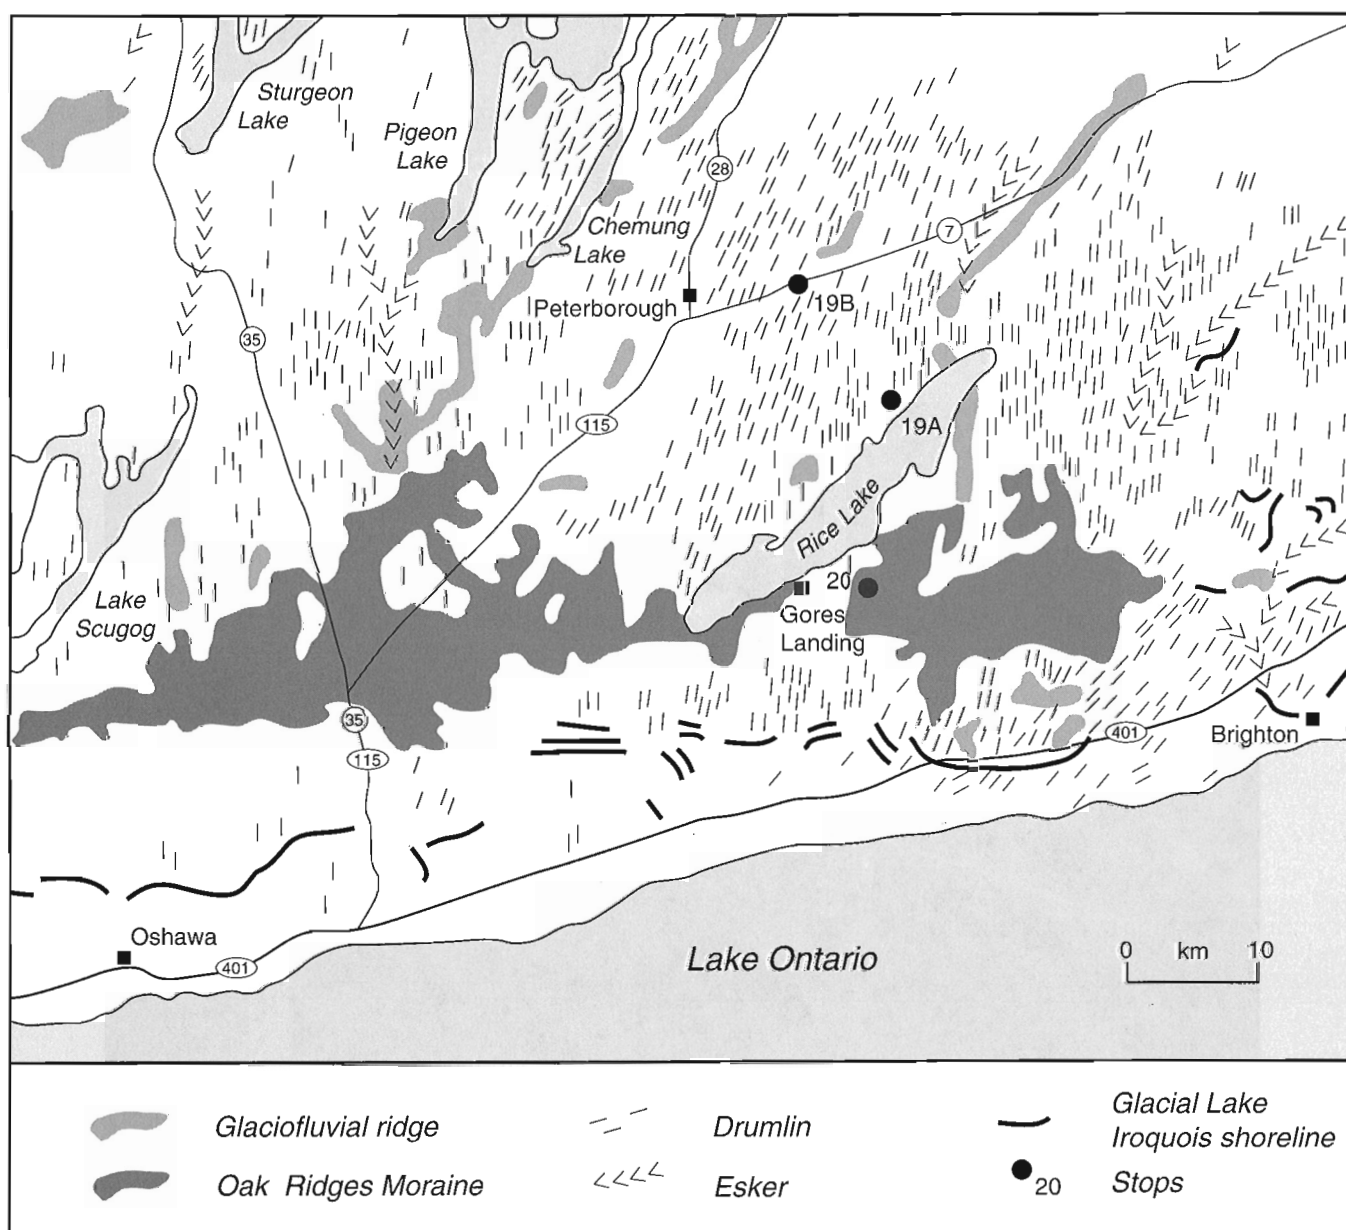 Sturgeon
Lake
Pigeon
Lake
28
Chemung
Lake
7
Peterborough
19B
35
115
19A
Rice Lake
20
Gores
Landing
Lake
Scugog
35
115
401
Brighton
Oshawa
401
Lake Ontario
0 km 10
Glaciofluvial ridge
Oak Ridges Moraine
Drumlin
Esker
Glacial Lake
Iroquois shoreline
20
Stops